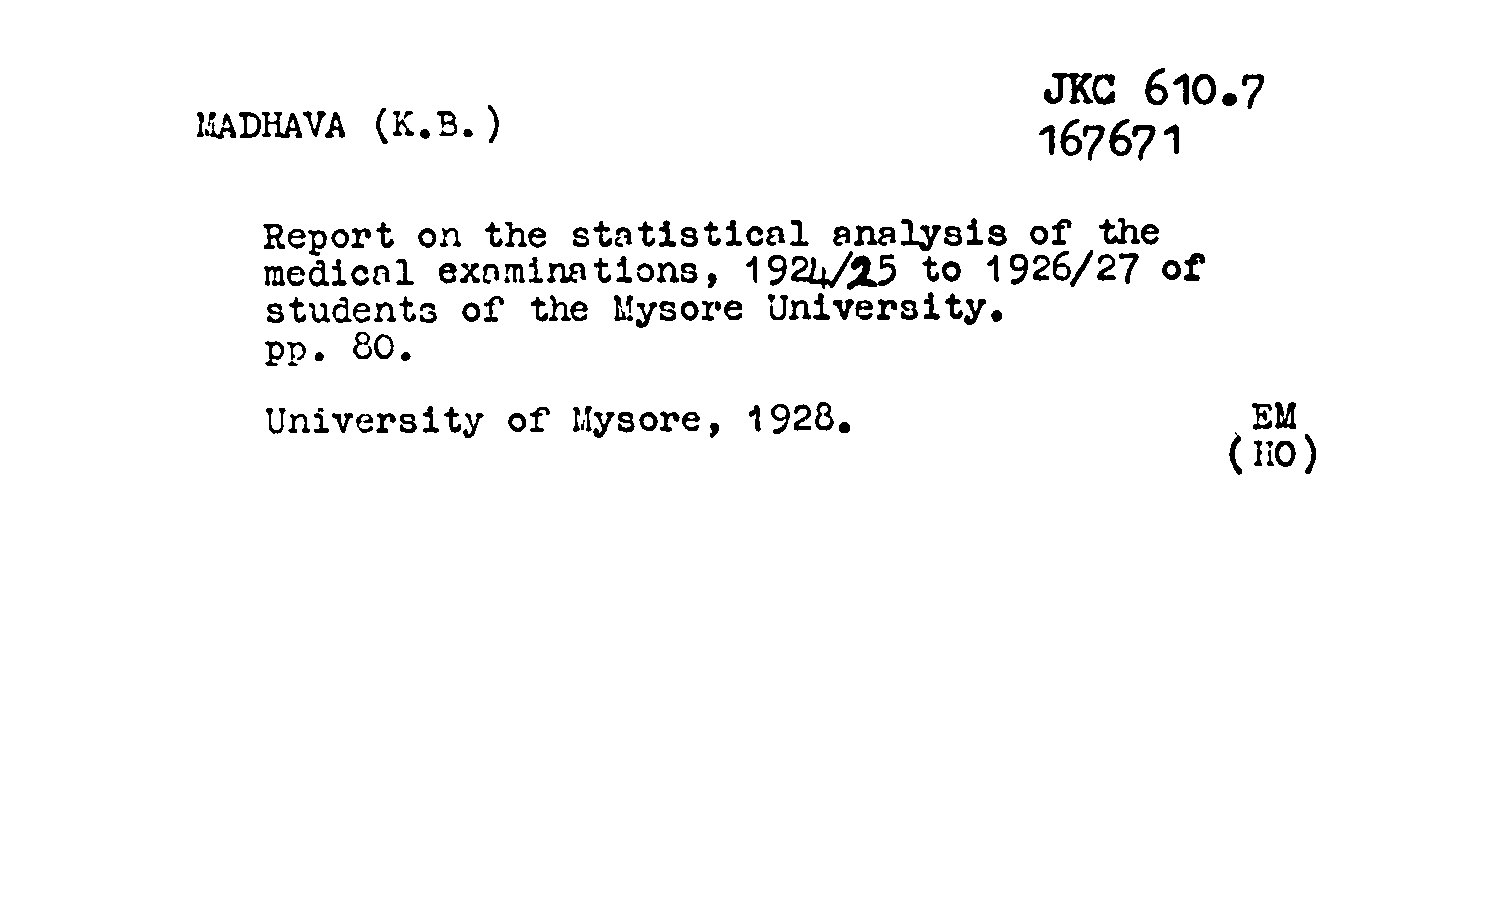 JKC 610.7
MADHAVA (K.B.)
167671
Report on the statistical analysis of the
medical examinations, 1924/25 to 1926/27 of
students of the Mysore University.
pp. 80.
University of Mysore, 1928.
EM
(HO)